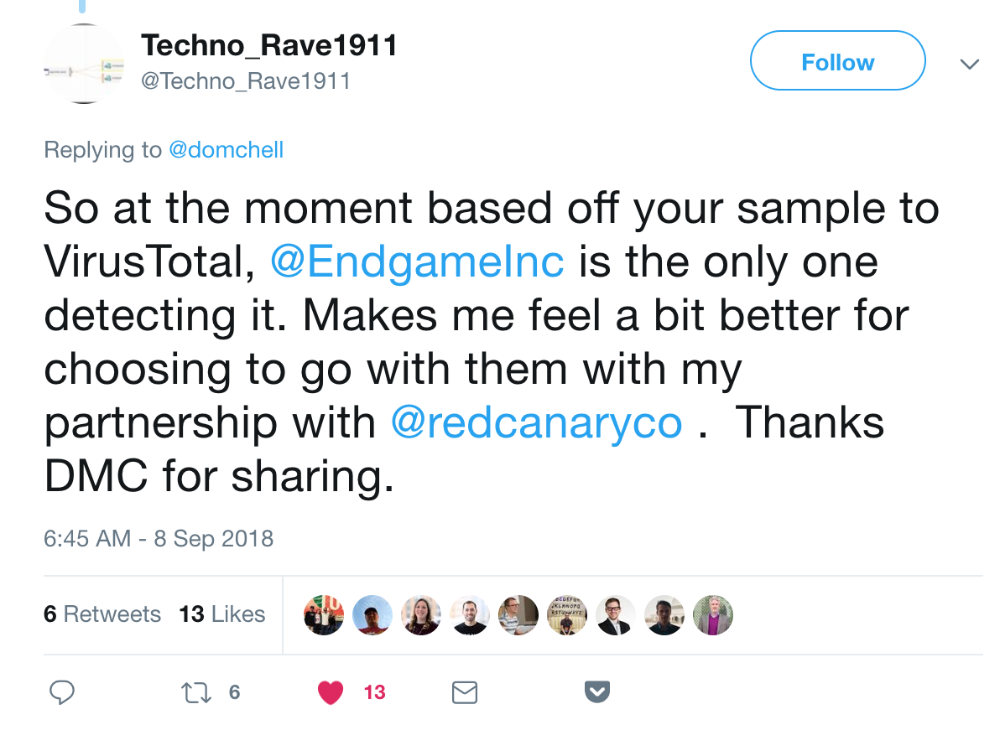 Techno_Rave1911
@Techno_Rave1911
Follow
Replying to @domchell
So at the moment based off your sample to
VirusTotal, @EndgameInc is the only one
detecting it. Makes me feel a bit better for
choosing to go with them with my
partnership with @redcanaryco .  Thanks
DMC for sharing.
6:45 AM - 8 Sep 2018
6 Retweets 13 Likes
6 13